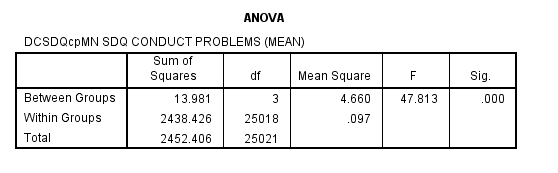 ANOVA
DCSDQcpMN SDQ CONDUCT PROBLEMS (MEAN)
Sum of Squares df Mean Square F Sig.
Between Groups 13.981 3 4.660 47.813 .000
Within Groups 2438.426 25018 .097
Total 2452.406 25021